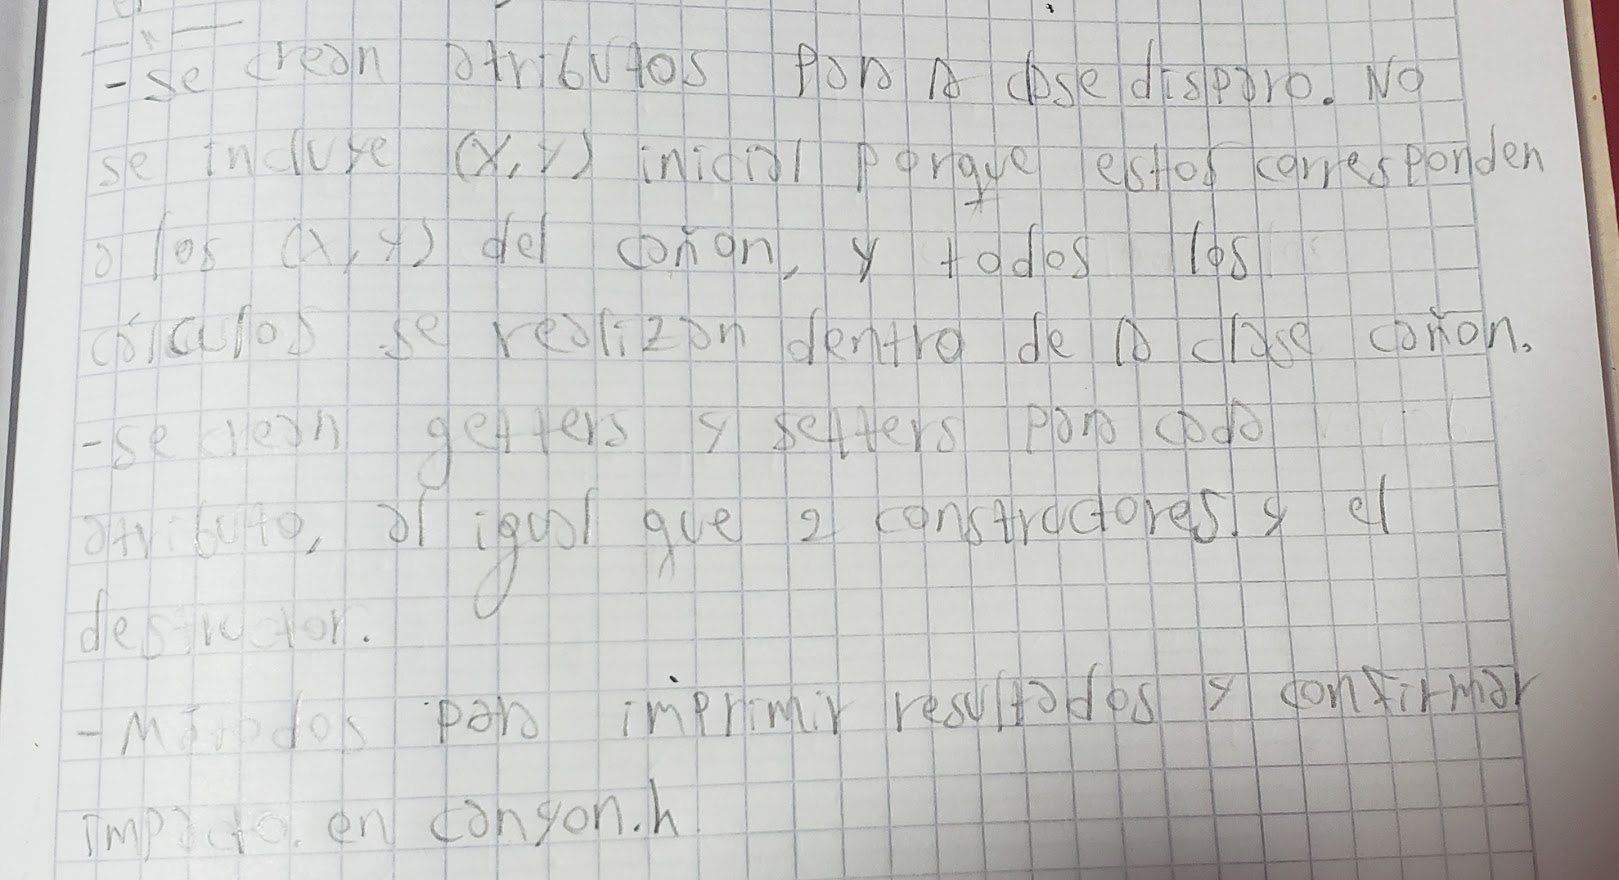 - se crean atributos para la clase disparo. No
se incluye (x,y) inicial porque estos corresponden
a los (x,y) del cañon, y todos los
cálculos se realizan dentro de la clase cañon.
- se crean getters y setters para cada
atributo, al igual que 2 constructores y el
destructor.
- Métodos para imprimir resultados y confirmar
impacto en canyon.h